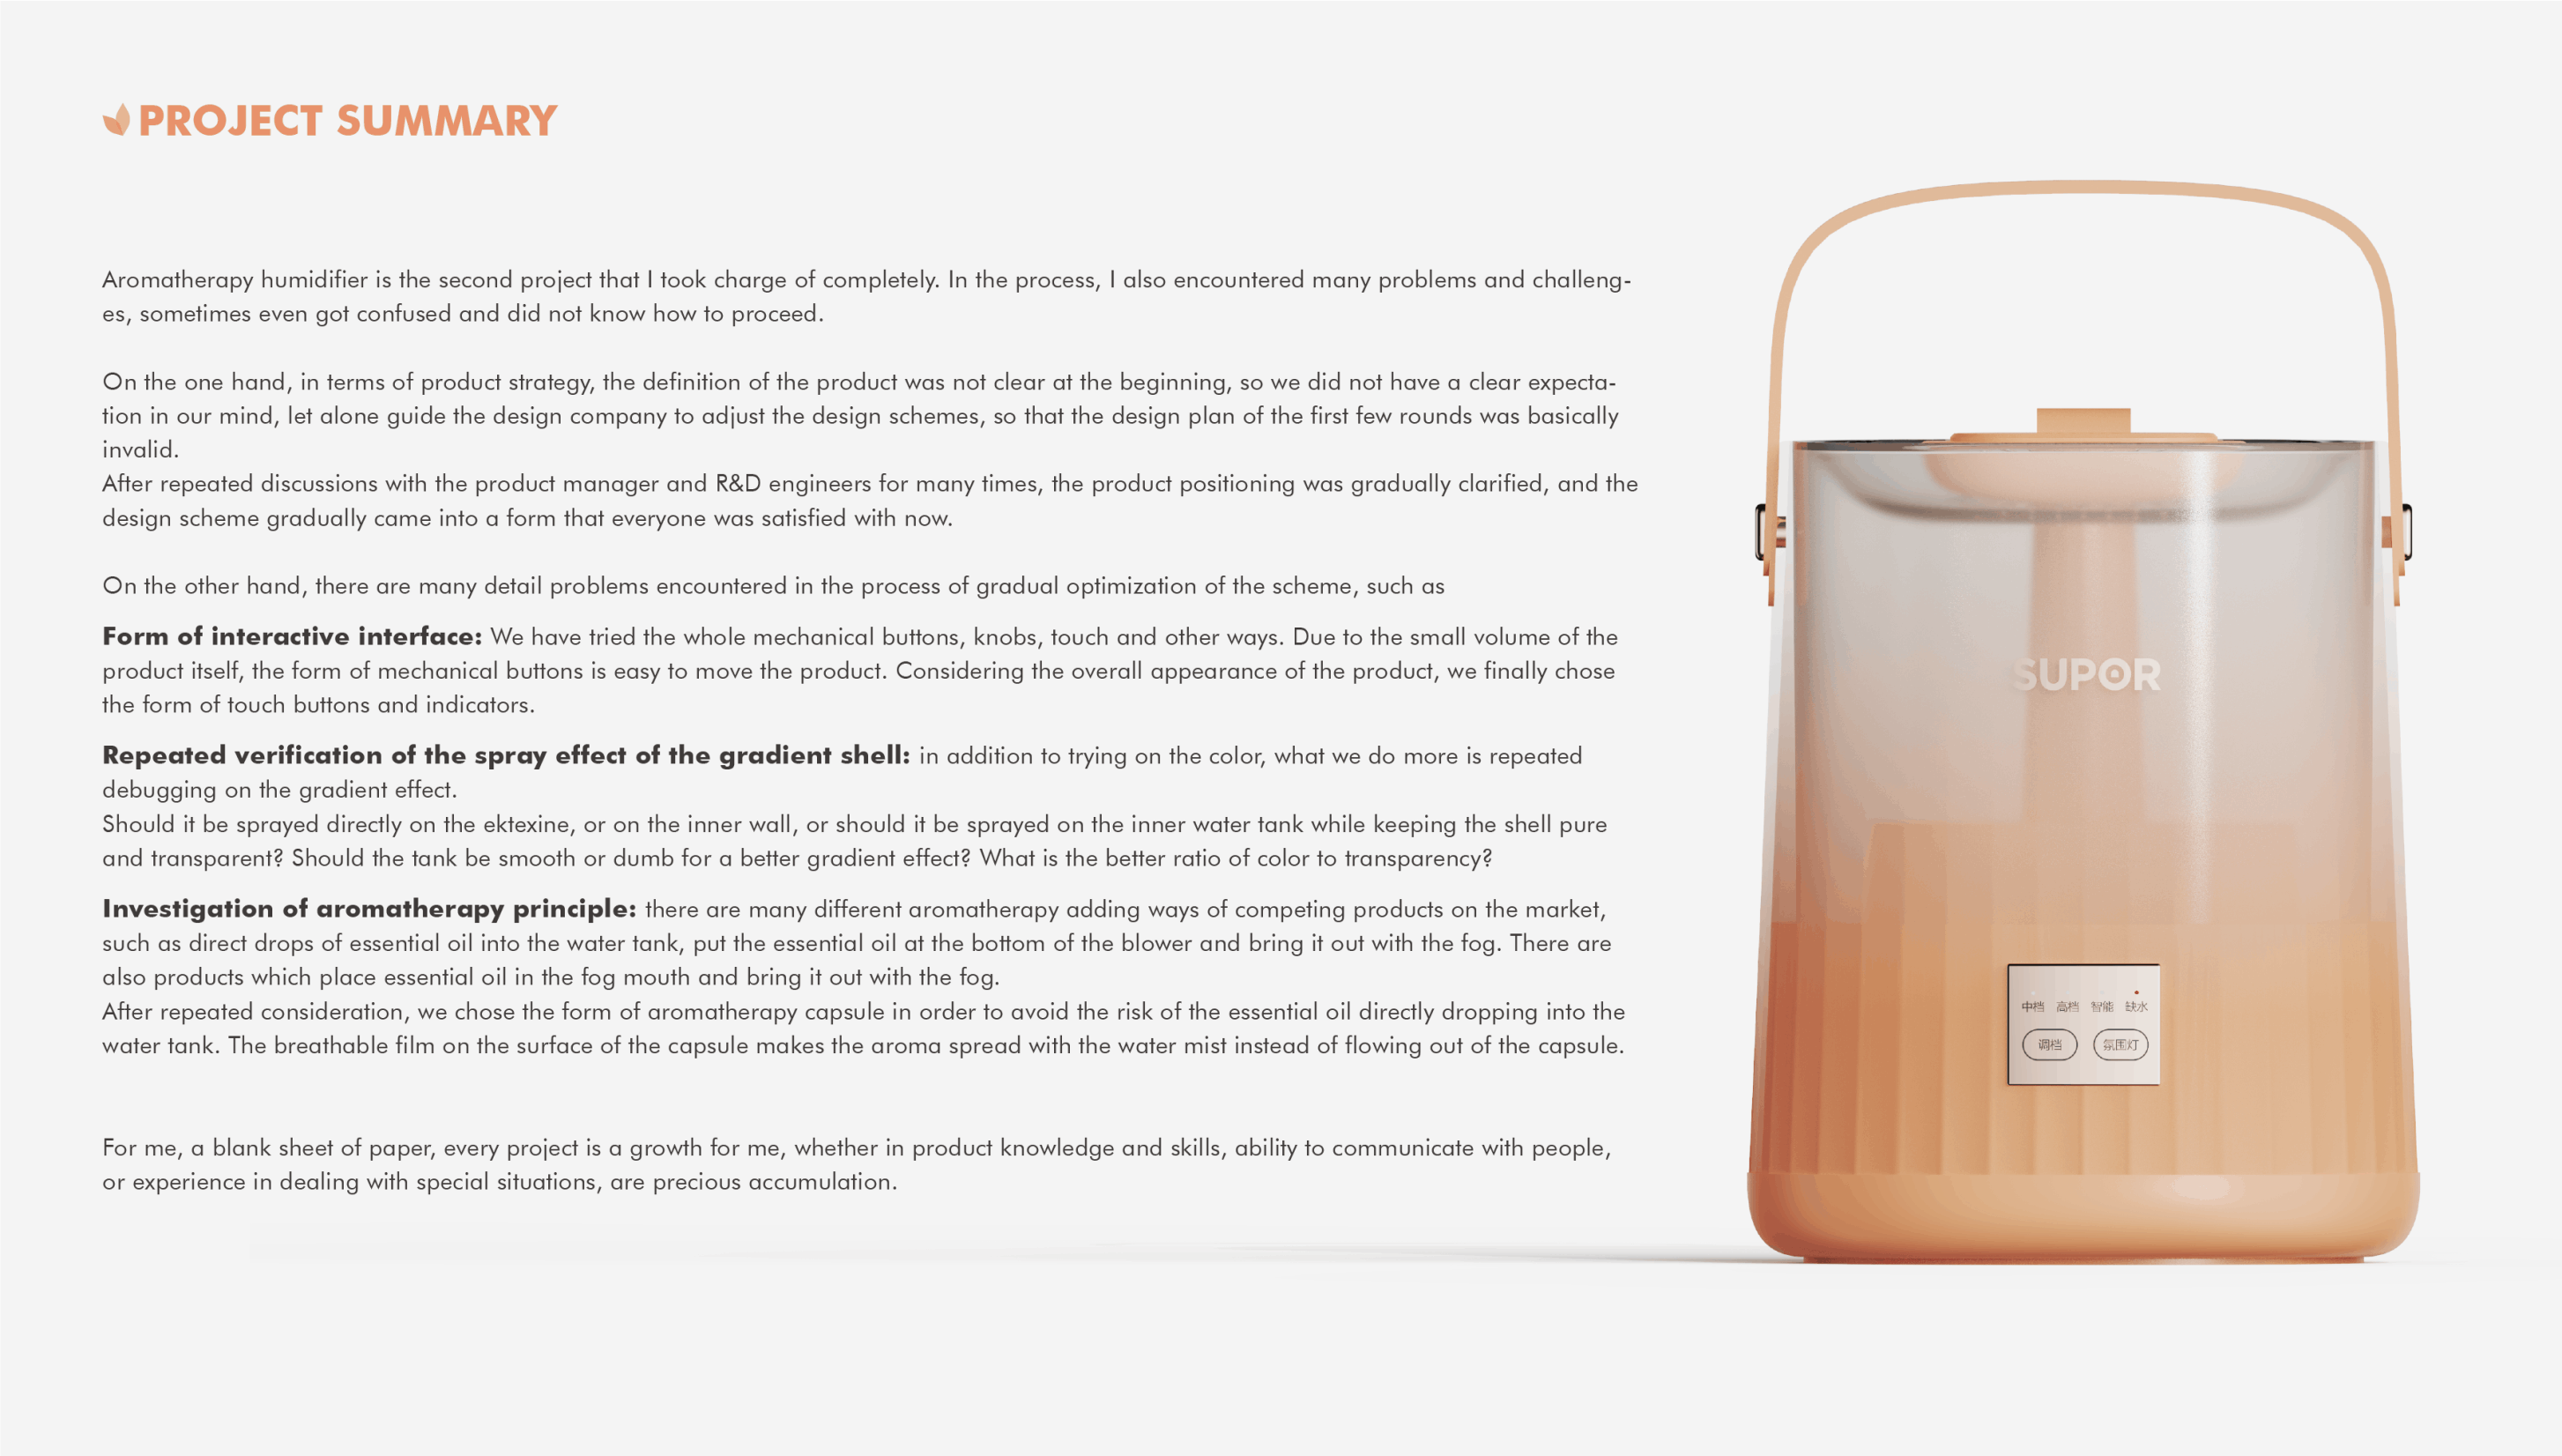 PROJECT SUMMARY
Aromatherapy humidifier is the second project that I took charge of completely. In the process, I also encountered many problems and challeng-
es, sometimes even got confused and did not know how to proceed.
On the one hand, in terms of product strategy, the definition of the product was not clear at the beginning, so we did not have a clear expecta-
tion in our mind, let alone guide the design company to adjust the design schemes, so that the design plan of the first few rounds was basically
invalid.
After repeated discussions with the product manager and R&D engineers for many times, the product positioning was gradually clarified, and the
design scheme gradually came into a form that everyone was satisfied with now.
On the other hand, there are many detail problems encountered in the process of gradual optimization of the scheme, such as
Form of interactive interface: We have tried the whole mechanical buttons, knobs, touch and other ways. Due to the small volume of the
product itself, the form of mechanical buttons is easy to move the product. Considering the overall appearance of the product, we finally chose
the form of touch buttons and indicators.
Repeated verification of the spray effect of the gradient shell: in addition to trying on the color, what we do more is repeated
debugging on the gradient effect.
Should it be sprayed directly on the ektexine, or on the inner wall, or should it be sprayed on the inner water tank while keeping the shell pure
and transparent? Should the tank be smooth or dumb for a better gradient effect? What is the better ratio of color to transparency?
Investigation of aromatherapy principle: there are many different aromatherapy adding ways of competing products on the market,
such as direct drops of essential oil into the water tank, put the essential oil at the bottom of the blower and bring it out with the fog. There are
also products which place essential oil in the fog mouth and bring it out with the fog.
After repeated consideration, we chose the form of aromatherapy capsule in order to avoid the risk of the essential oil directly dropping into the
water tank. The breathable film on the surface of the capsule makes the aroma spread with the water mist instead of flowing out of the capsule.
For me, a blank sheet of paper, every project is a growth for me, whether in product knowledge and skills, ability to communicate with people,
or experience in dealing with special situations, are precious accumulation.
SUPOR
中档 高档 智能 缺水
调档 氛围灯